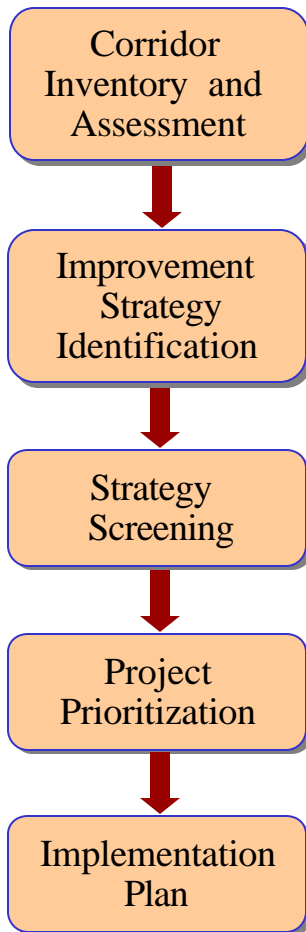 Corridor
Inventory and
Assessment
Improvement
Strategy
Identification
Strategy
Screening
Project
Prioritization
Implementation
Plan